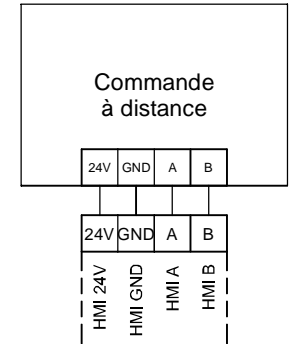 Commande
à distance
24V GND A B
24V GND A B
HMI 24V
HMI GND
HMI A
HMI B